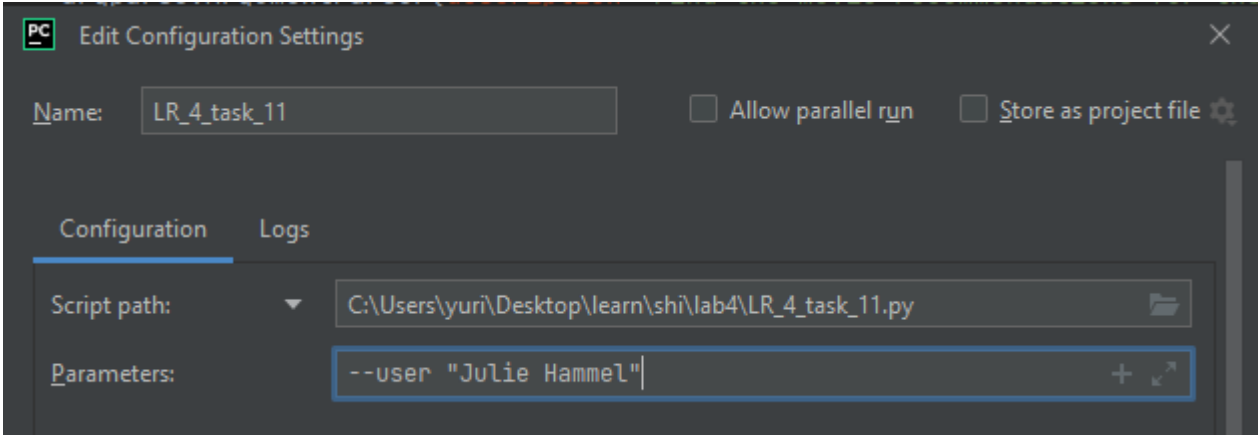 PC Edit Configuration Settings
Name: LR_4_task_11 Allow parallel run Store as project file
Configuration Logs
Script path: C:\Users\yuri\Desktop\learn\shi\lab4\LR_4_task_11.py
Parameters: --user "Julie Hammel"